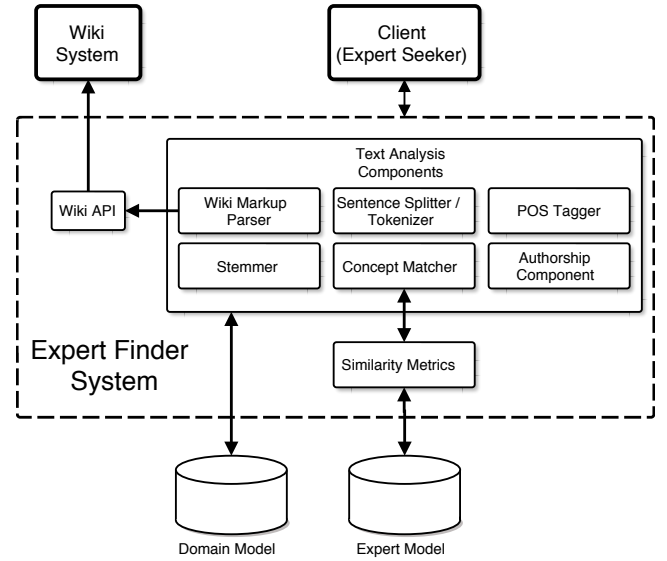 Wiki
System
Client
(Expert Seeker)
Text Analysis
Components
Wiki API
Wiki Markup
Parser
Sentence Splitter /
Tokenizer
POS Tagger
Stemmer
Concept Matcher
Authorship
Component
Expert Finder
System
Similarity Metrics
Domain Model
Expert Model